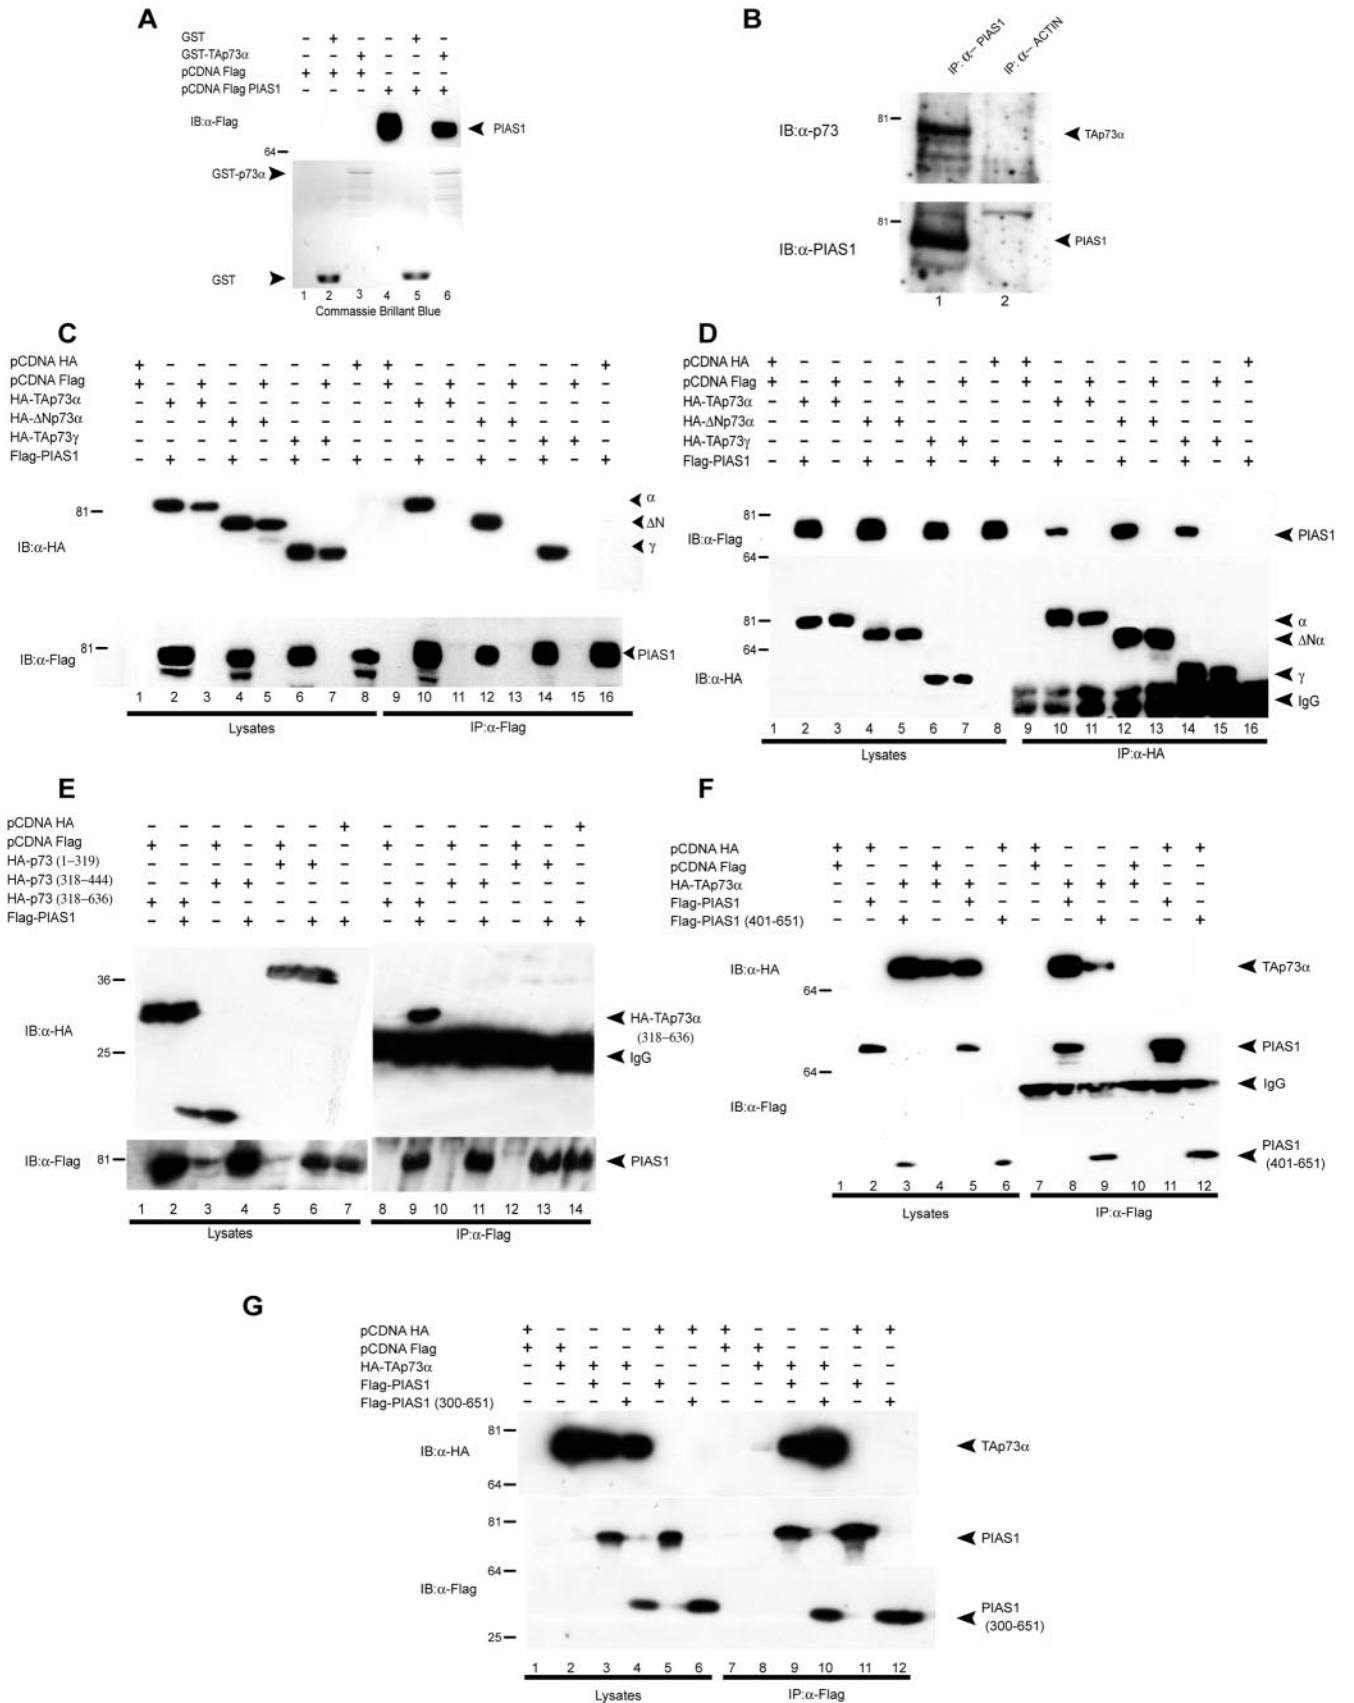 A
GST − + − − + −
GST-TAp73α − − + − − +
pCDNA Flag + + + − − −
pCDNA Flag PIAS1 − − − + + +
IB:α-Flag
PIAS1
64
GST-p73α
GST
1 2 3 4 5 6
Commassie Brillant Blue
B
IP: α– PIAS1
IP: α– ACTIN
IB:α-p73
81
TAp73α
81
IB:α-PIAS1
PIAS1
1 2
C
pCDNA HA + − − − − − − + + − − − − − − +
pCDNA Flag + − + − + − + − + − + − + − + −
HA-TAp73α − + + − − − − − − + + − − − − −
HA-ΔNp73α − − − + + − − − − − − + + − − −
HA-TAp73γ − − − − − + + − − − − − − + + −
Flag-PIAS1 − + − + − + − + − + − + − + − +
81
α
ΔN
γ
IB:α-HA
81
IB:α-Flag
PIAS1
1 2 3 4 5 6 7 8 9 10 11 12 13 14 15 16
Lysates
IP:α-Flag
D
pCDNA HA + − − − − − − + + − − − − − − +
pCDNA Flag + − + − + − + − + − + − + − + −
HA-TAp73α − + + − − − − − − + + − − − − −
HA-ΔNp73α − − − + + − − − − − − + + − − −
HA-TAp73γ − − − − − + + − − − − − − + + −
Flag-PIAS1 − + − + − + − + − + − + − + − +
81
IB:α-Flag
PIAS1
64
81
α
ΔNα
64
IB:α-HA
γ
IgG
1 2 3 4 5 6 7 8 9 10 11 12 13 14 15 16
Lysates
IP:α-HA
E
pCDNA HA − − − − − − + − − − − − − +
pCDNA Flag + − + − + − − + − + − + − −
HA-p73 (1–319) − − − − + + − − − − − + + −
HA-p73 (318–444) − − + + − − − − − + + − − −
HA-p73 (318–636) + + − − − − − + + − − − − −
Flag-PIAS1 − + − + − + + − + − + − + +
36
IB:α-HA
HA-TAp73α
(318–636)
25
IgG
IB:α-Flag
81
PIAS1
1 2 3 4 5 6 7 8 9 10 11 12 13 14
Lysates
IP:α-Flag
F
pCDNA HA + + − − − + + − − − + +
pCDNA Flag + − − + − − + − − + − −
HA-TAp73α − − + + + − − + + + − −
Flag-PIAS1 − + − − + − − + − − + −
Flag-PIAS1 (401-651) − − + − − + − − + − − +
IB:α-HA
TAp73α
64
PIAS1
64
IgG
IB:α-Flag
PIAS1
(401-651)
1 2 3 4 5 6 7 8 9 10 11 12
Lysates
IP:α-Flag
G
pCDNA HA + − − − + + + − − − + +
pCDNA Flag + + − − − − + + − − − −
HA-TAp73α − + + + − − − + + + − −
Flag-PIAS1 − − + − + − − − + − + −
Flag-PIAS1 (300-651) − − − + − + − − − + − +
81
IB:α-HA
TAp73α
64
81
PIAS1
64
IB:α-Flag
PIAS1
(300-651)
25
1 2 3 4 5 6 7 8 9 10 11 12
Lysates
IP:α-Flag